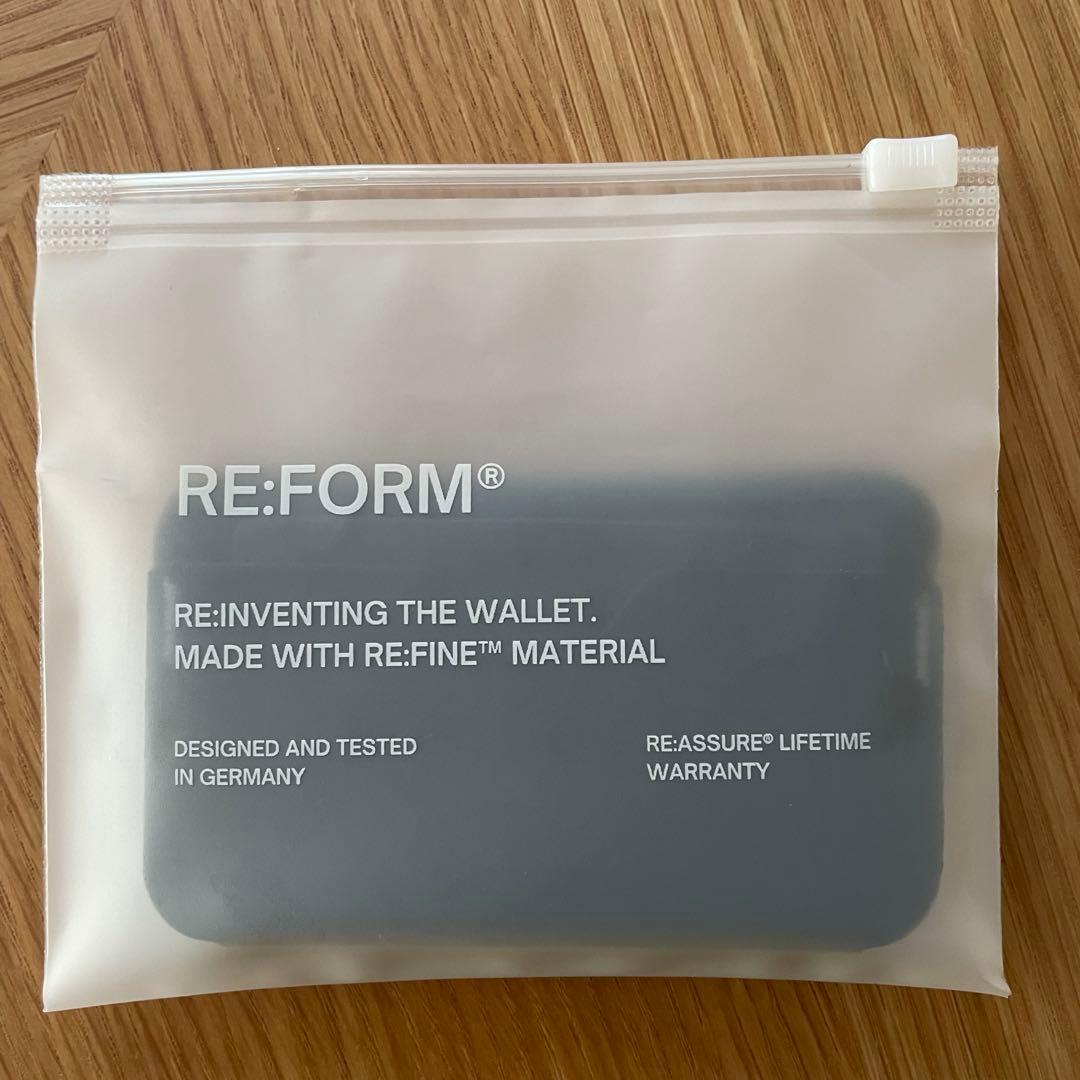 RE:FORM®
RE:INVENTING THE WALLET.
MADE WITH RE:FINE™ MATERIAL
DESIGNED AND TESTED
IN GERMANY
RE:ASSURE® LIFETIME
WARRANTY